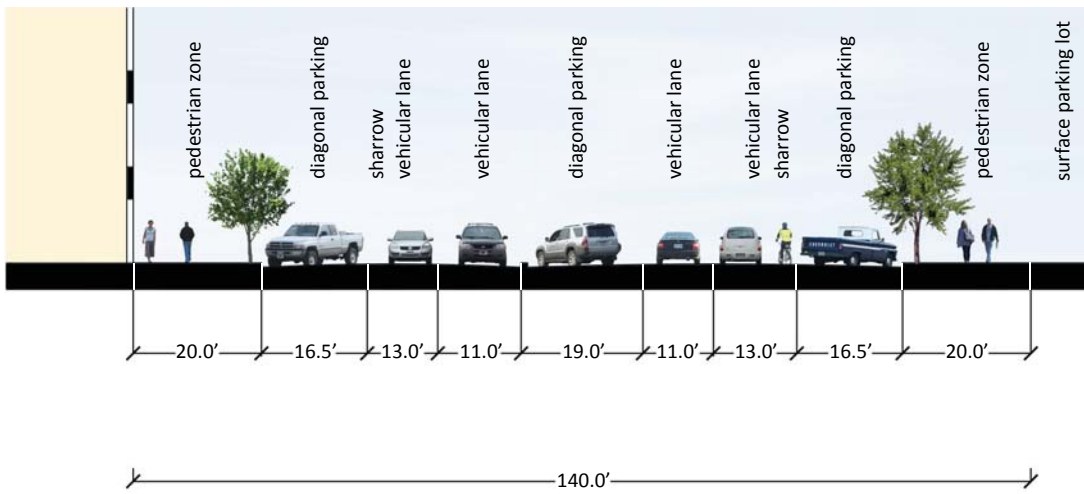 pedestrian zone
diagonal parking
sharrow
vehicular lane
vehicular lane
diagonal parking
vehicular lane
vehicular lane
sharrow
diagonal parking
pedestrian zone
surface parking lot
CHEVROLET
20.0’
16.5’
13.0’
11.0’
19.0’
11.0’
13.0’
16.5’
20.0’
140.0’